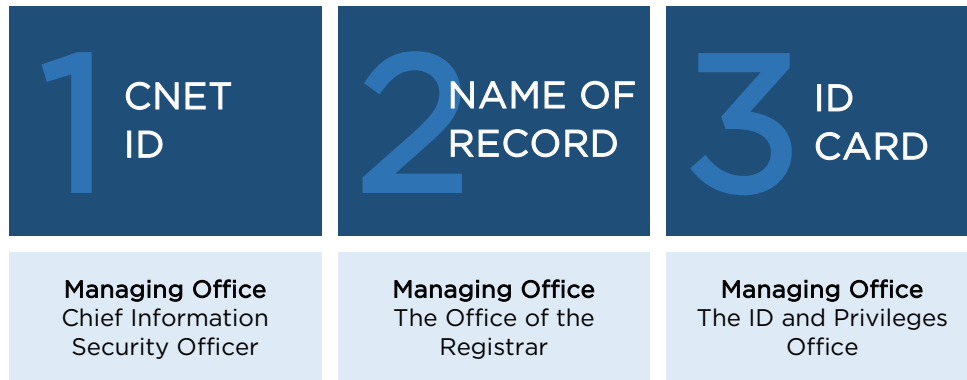 1
CNET
ID
2
NAME OF
RECORD
3
ID
CARD
Managing Office
Chief Information
Security Officer
Managing Office
The Office of the
Registrar
Managing Office
The ID and Privileges
Office